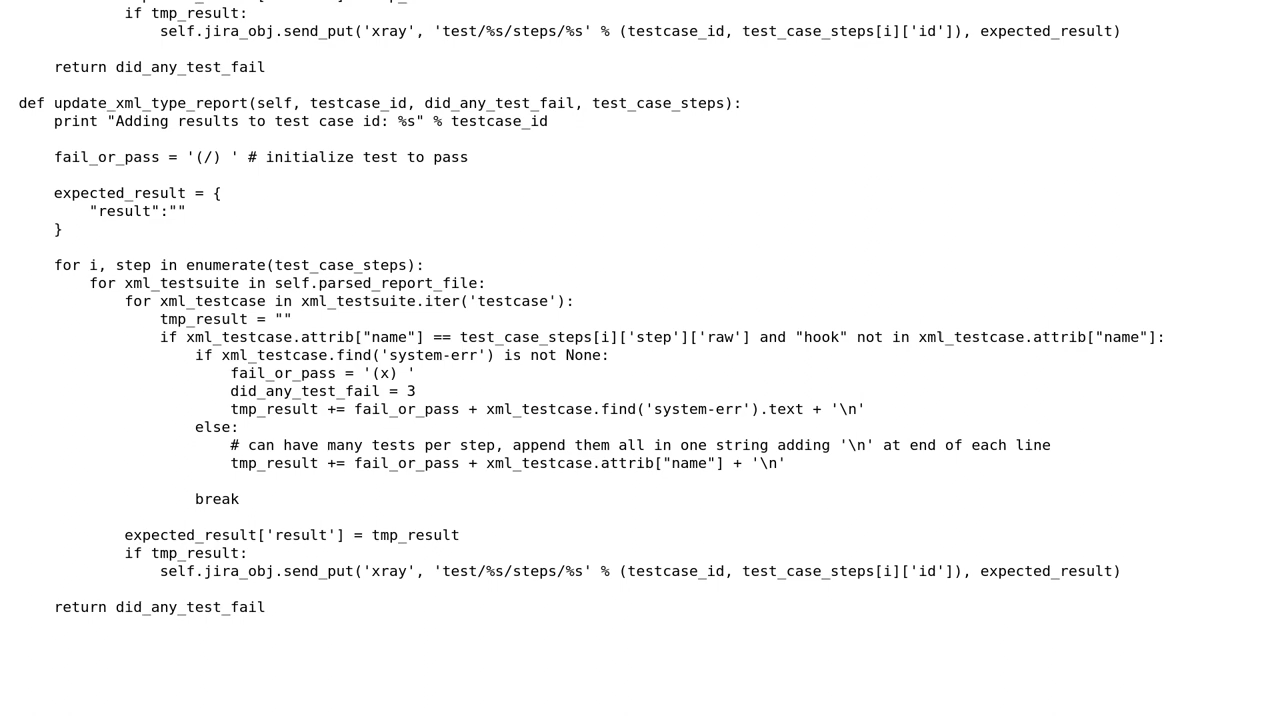 if tmp_result:
self.jira_obj.send_put('xray', 'test/%s/steps/%s' % (testcase_id, test_case_steps[i]['id']), expected_result)
return did_any_test_fail
def update_xml_type_report(self, testcase_id, did_any_test_fail, test_case_steps):
print "Adding results to test case id: %s" % testcase_id
fail_or_pass = '(/) ' # initialize test to pass
expected_result = {
"result":""
}
for i, step in enumerate(test_case_steps):
for xml_testsuite in self.parsed_report_file:
for xml_testcase in xml_testsuite.iter('testcase'):
tmp_result = ""
if xml_testcase.attrib["name"] == test_case_steps[i]['step']['raw'] and "hook" not in xml_testcase.attrib["name"]:
if xml_testcase.find('system-err') is not None:
fail_or_pass = '(x) '
did_any_test_fail = 3
tmp_result += fail_or_pass + xml_testcase.find('system-err').text + '\n'
else:
# can have many tests per step, append them all in one string adding '\n' at end of each line
tmp_result += fail_or_pass + xml_testcase.attrib["name"] + '\n'
break
expected_result['result'] = tmp_result
if tmp_result:
self.jira_obj.send_put('xray', 'test/%s/steps/%s' % (testcase_id, test_case_steps[i]['id']), expected_result)
return did_any_test_fail